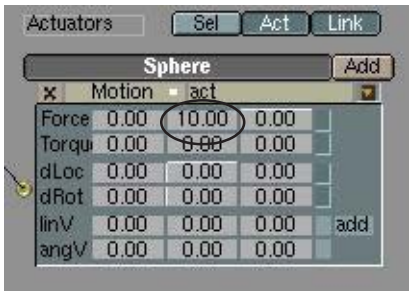 Actuators Sel Act Link
Sphere Add
x Motion act
Force 0.00 10.00 0.00
Torqu 0.00 0.00 0.00
dLoc 0.00 0.00 0.00
dRot 0.00 0.00 0.00
linV 0.00 0.00 0.00 add
angV 0.00 0.00 0.00